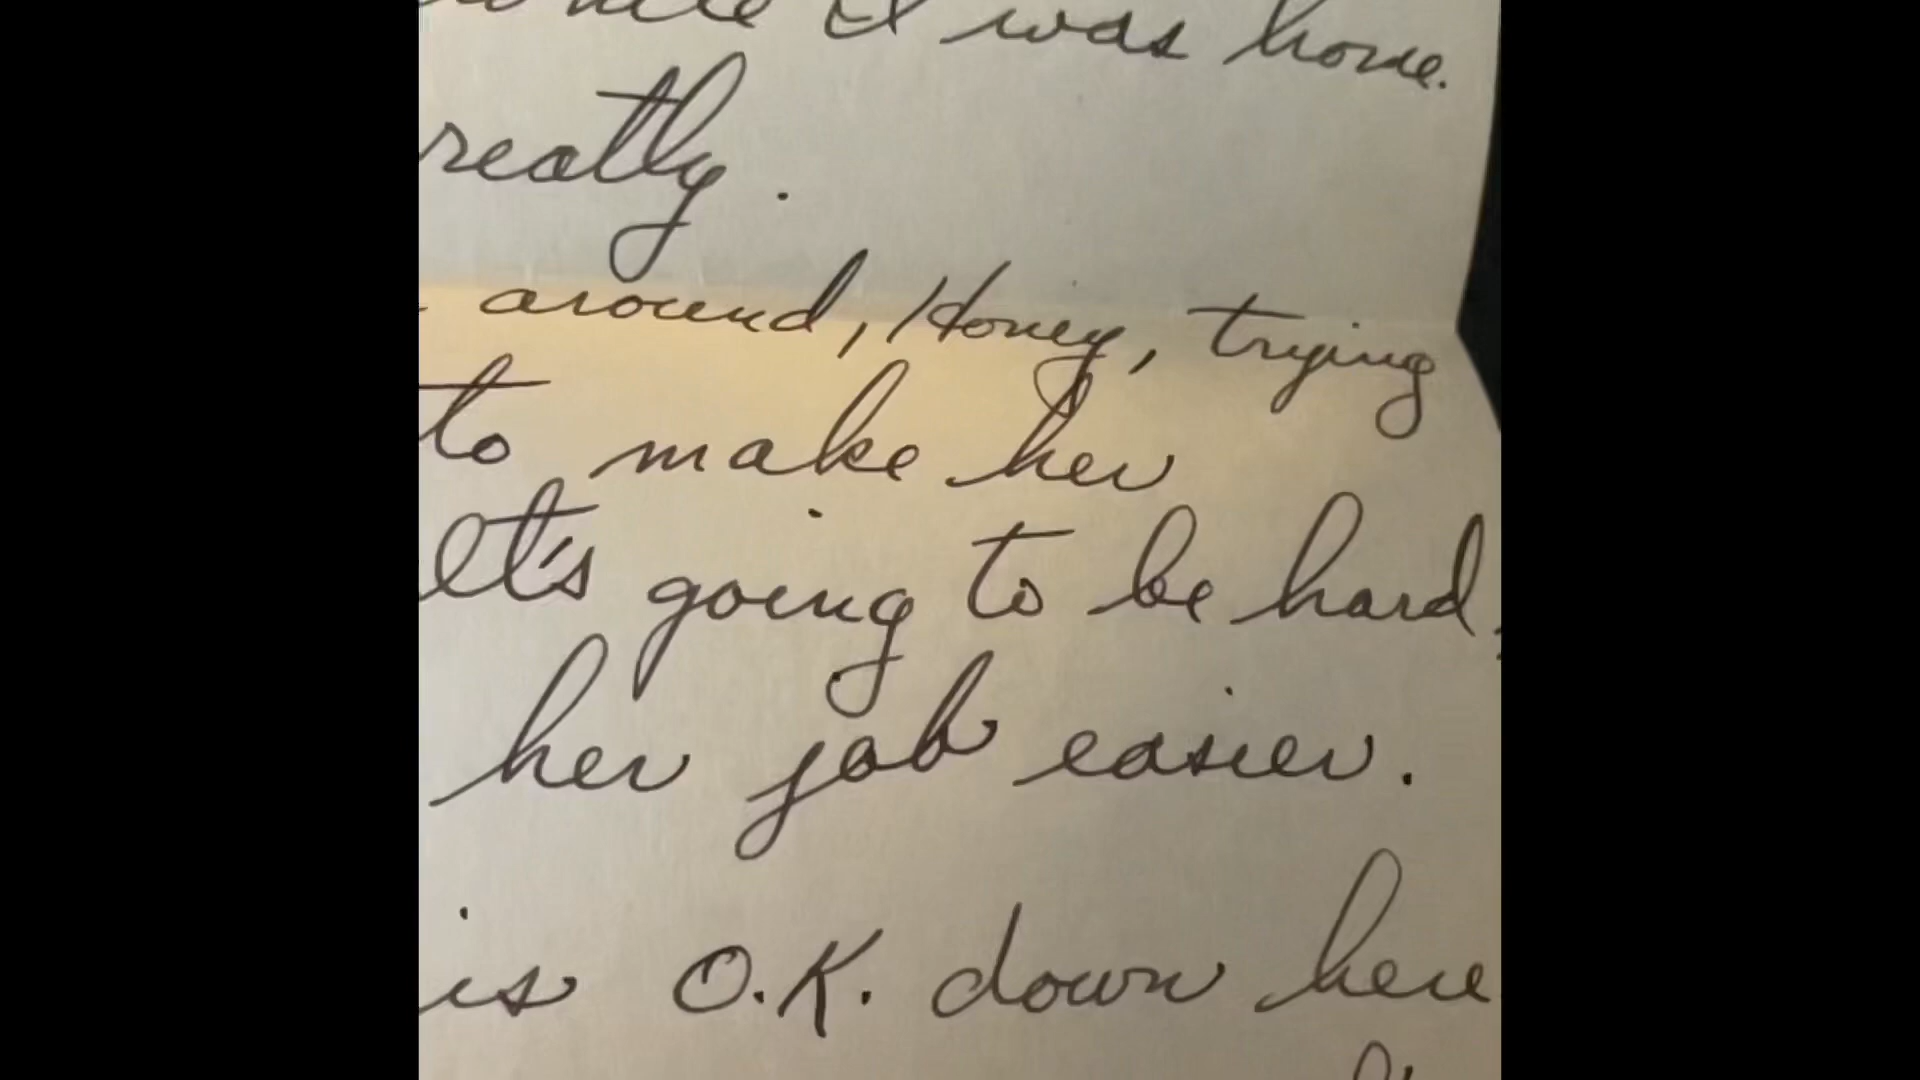 while I was home.
reatly.
around, Honey, trying
to make her
It's going to be hard,
her job easier.
is O.K. down here